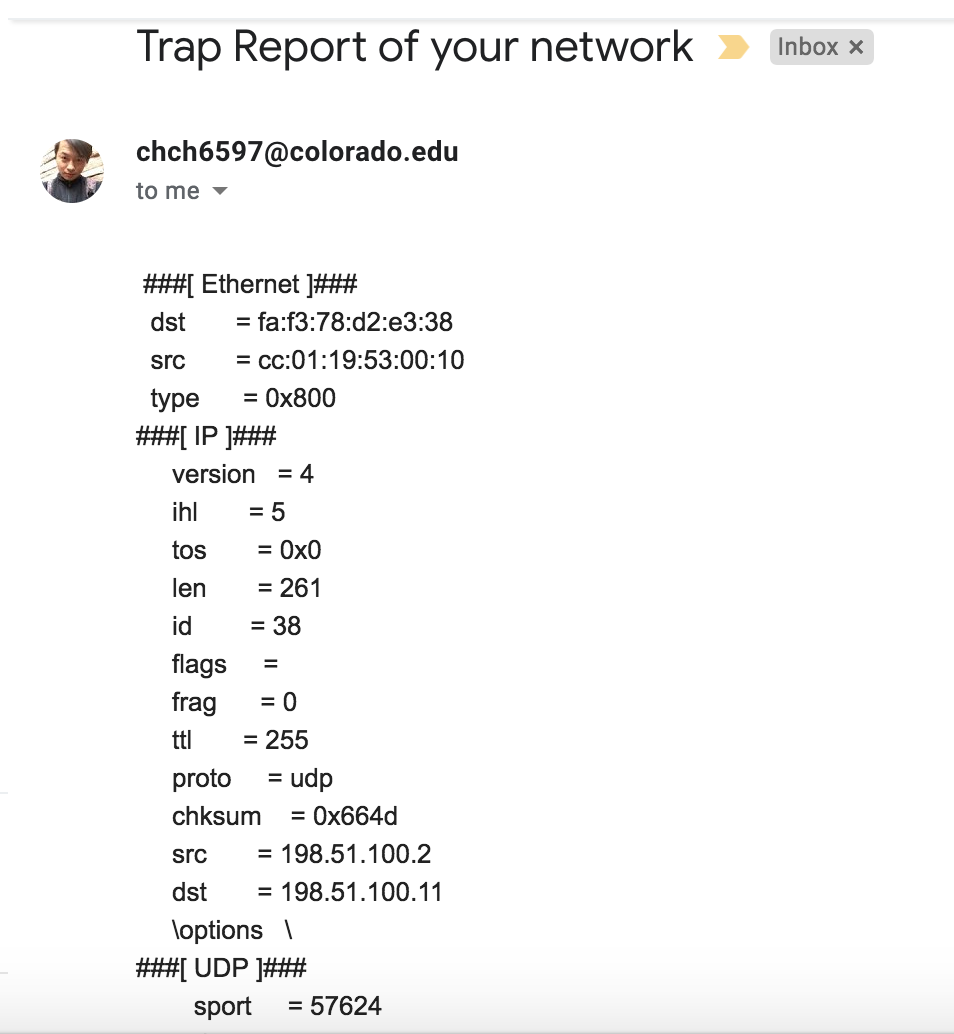 Trap Report of your network Inbox ×
chch6597@colorado.edu
to me
###[ Ethernet ]###
dst = fa:f3:78:d2:e3:38
src = cc:01:19:53:00:10
type = 0x800
###[ IP ]###
version = 4
ihl = 5
tos = 0x0
len = 261
id = 38
flags =
frag = 0
ttl = 255
proto = udp
chksum = 0x664d
src = 198.51.100.2
dst = 198.51.100.11
\options \
###[ UDP ]###
sport = 57624